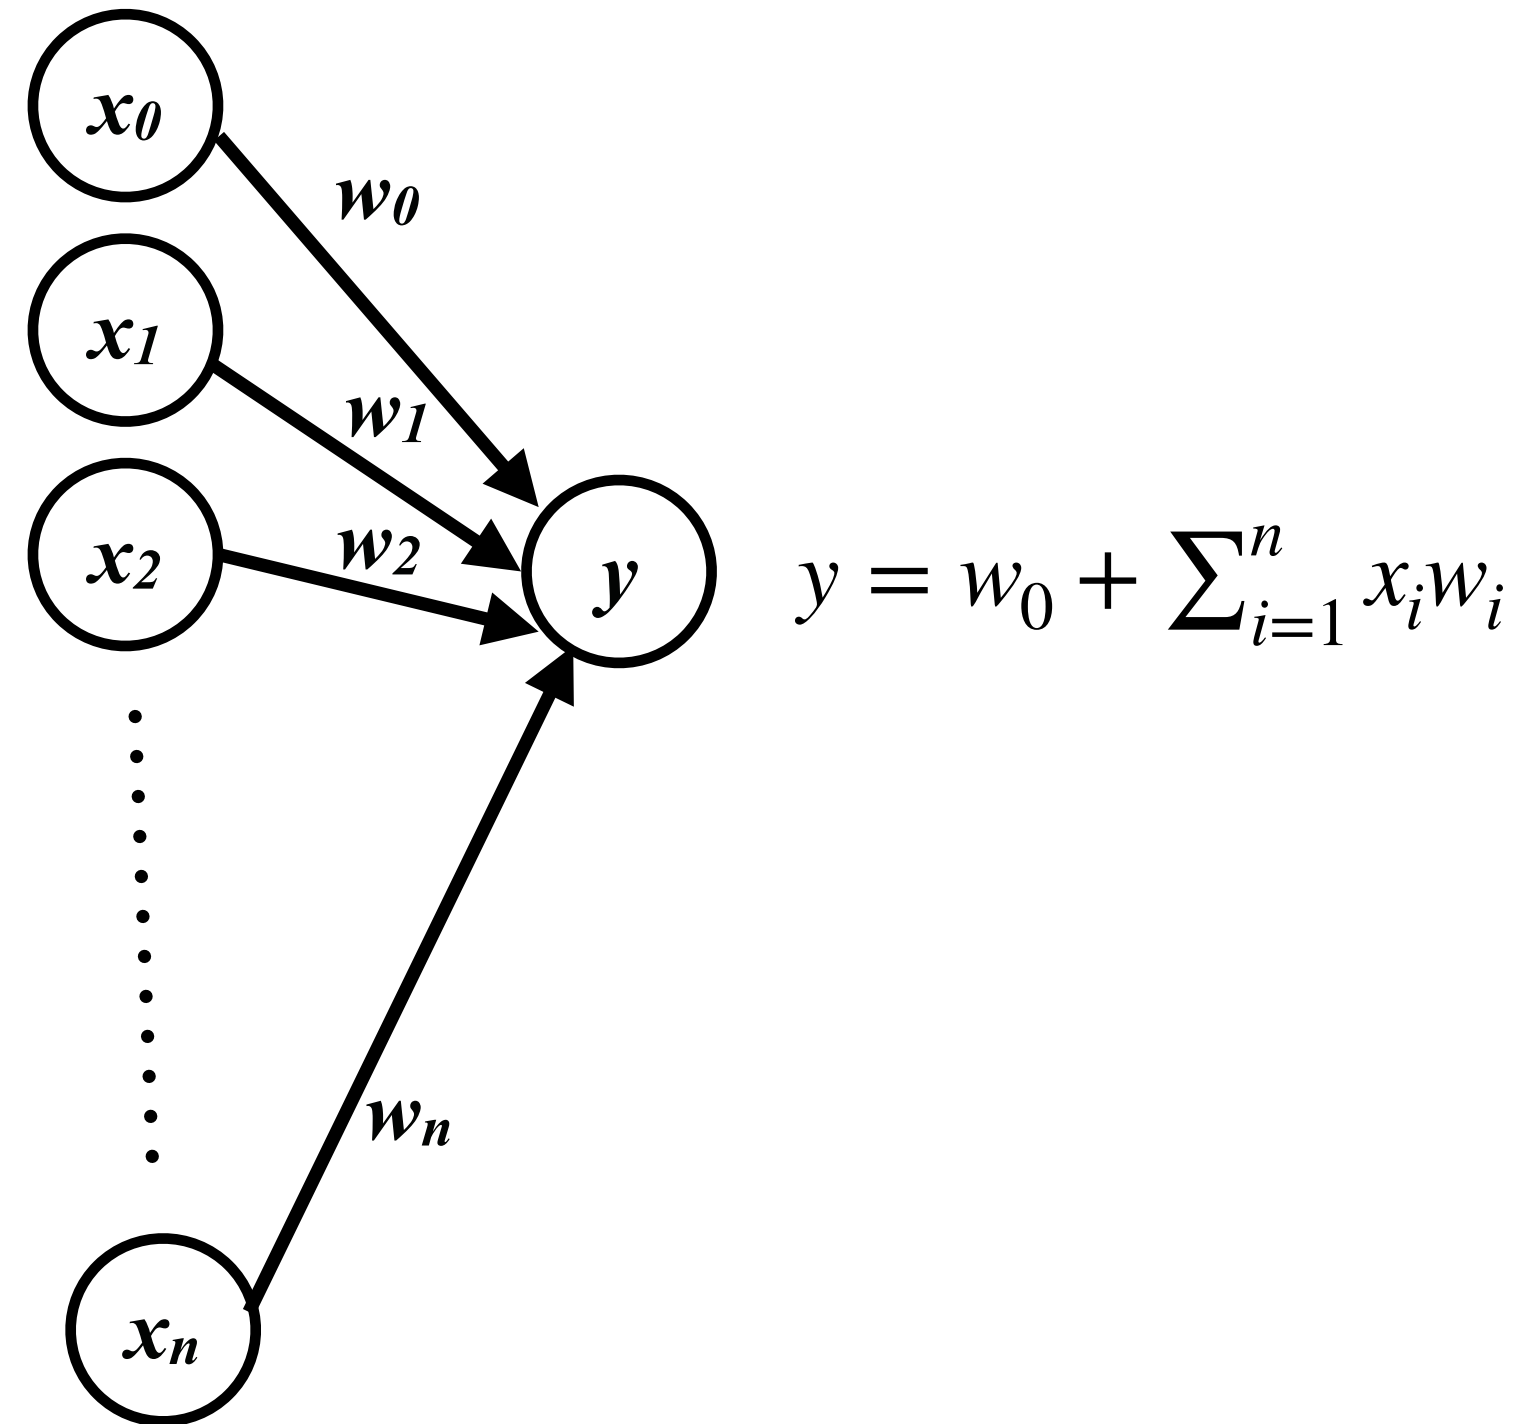 x₀
w₀
x₁
w₁
x₂
w₂
y
y = w₀ + ∑ⁿᵢ₌₁ xᵢwᵢ
wₙ
xₙ